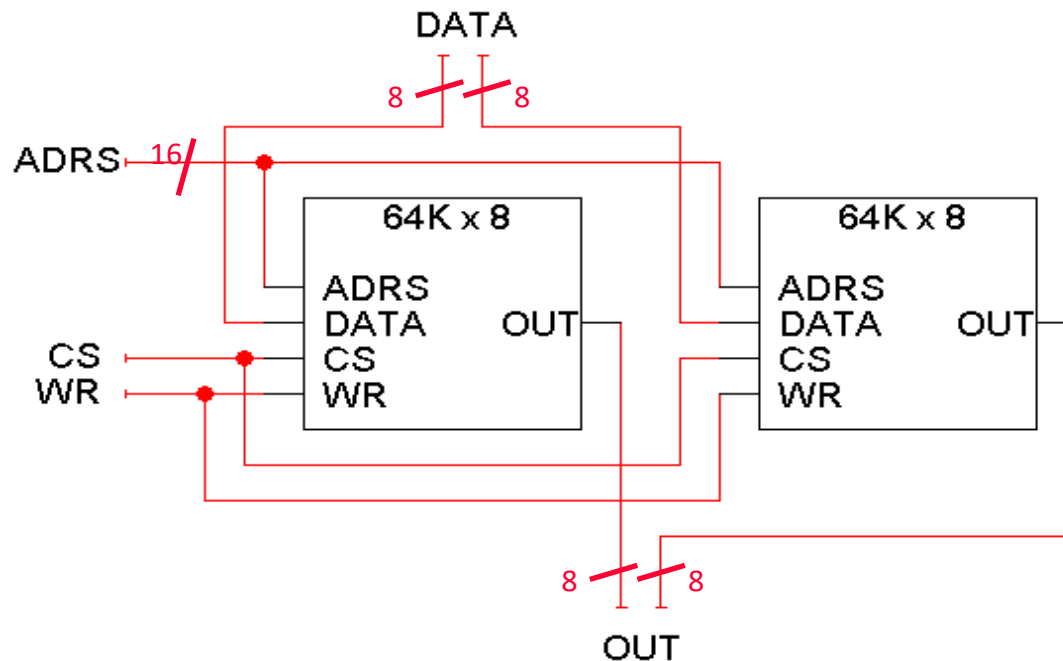 DATA
8 8
ADRS 16
64K x 8 64K x 8
ADRS ADRS
DATA OUT DATA OUT
CS CS CS
WR WR WR
8 8
OUT